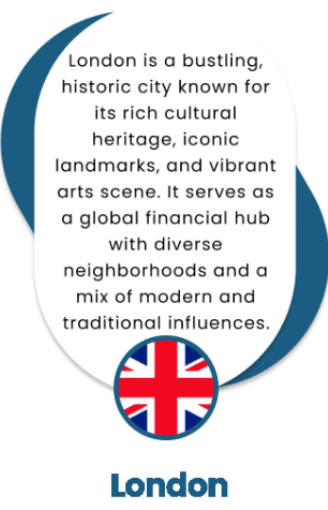 London is a bustling,
historic city known for
its rich cultural
heritage, iconic
landmarks, and vibrant
arts scene. It serves as
a global financial hub
with diverse
neighborhoods and a
mix of modern and
traditional influences.
London